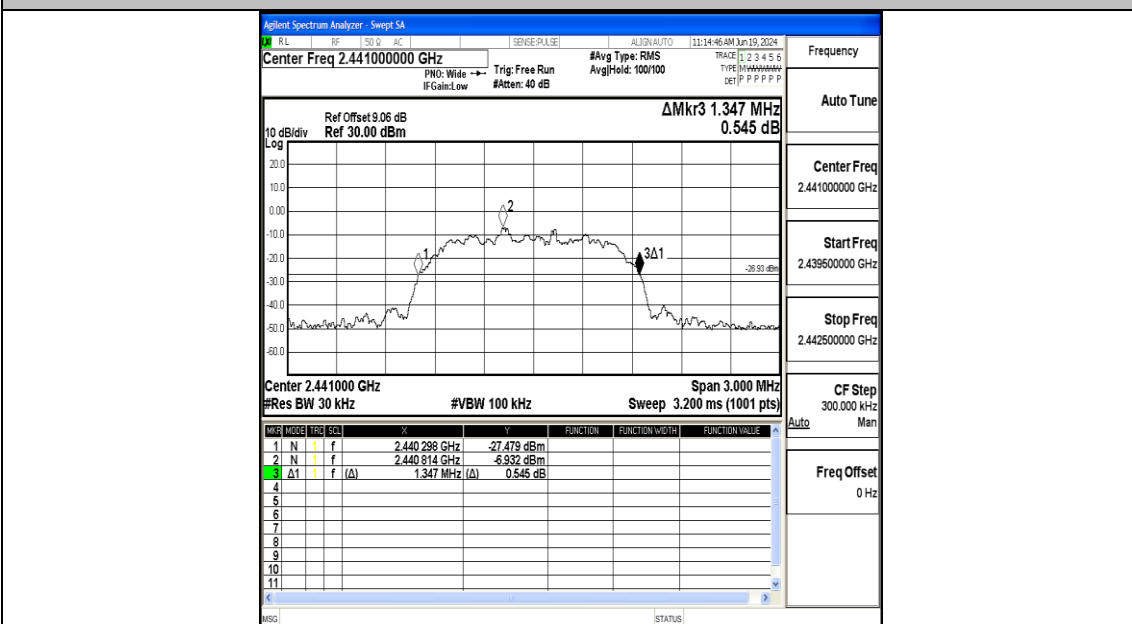 Agilent Spectrum Analyzer - Swept SA
RL RF 50 Ω AC SENSE:PULSE ALIGN AUTO 11:14:46 AM Jun 19, 2024
Center Freq 2.441000000 GHz
PNO: Wide
IFGain:Low
Trig: Free Run
#Atten: 40 dB
#Avg Type: RMS
Avg|Hold: 100/100
TRACE 1 2 3 4 5 6
TYPE MWWWWW
DET P P P P P P
Frequency
Auto Tune
Center Freq
2.441000000 GHz
Start Freq
2.439500000 GHz
Stop Freq
2.442500000 GHz
CF Step
300.000 kHz
Auto Man
Freq Offset
0 Hz
ΔMkr3 1.347 MHz
0.545 dB
Ref Offset 9.06 dB
10 dB/div Ref 30.00 dBm
Log
20.0
10.0
0.00
-10.0
-20.0
-30.0
-40.0
-50.0
-60.0
1
2
3Δ1
-26.93 dBm
Center 2.441000 GHz Span 3.000 MHz
#Res BW 30 kHz #VBW 100 kHz Sweep 3.200 ms (1001 pts)
MKR MODE TRC SCL X Y FUNCTION FUNCTION WIDTH FUNCTION VALUE
1 N 1 f 2.440 298 GHz -27.479 dBm
2 N 1 f 2.440 814 GHz -6.932 dBm
3 Δ1 1 f (Δ) 1.347 MHz (Δ) 0.545 dB
4
5
6
7
8
9
10
11
MSG STATUS